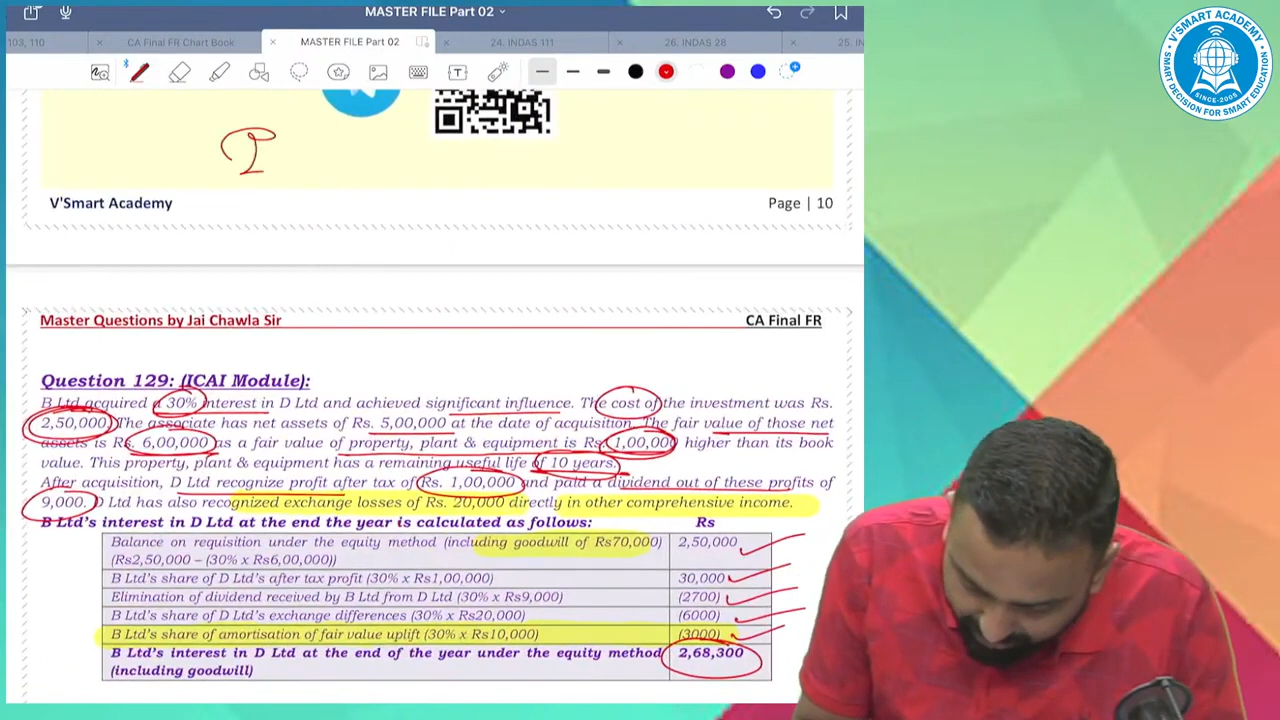 MASTER FILE Part 02
103, 110
CA Final FR Chart Book
MASTER FILE Part 02
24. INDAS 111
26. INDAS 28
25. IN
T
V'SMART ACADEMY
SINCE-2005
SMART DECISION FOR SMART EDUCATION
I
V'Smart Academy
Page | 10
Master Questions by Jai Chawla Sir
CA Final FR
Question 129: (ICAI Module):
B Ltd acquired a 30% interest in D Ltd and achieved significant influence. The cost of the investment was Rs.
2,50,000. The associate has net assets of Rs. 5,00,000 at the date of acquisition. The fair value of those net
assets is Rs. 6,00,000 as a fair value of property, plant & equipment is Rs. 1,00,000 higher than its book
value. This property, plant & equipment has a remaining useful life of 10 years.
After acquisition, D Ltd recognize profit after tax of Rs. 1,00,000 and paid a dividend out of these profits of
9,000. D Ltd has also recognized exchange losses of Rs. 20,000 directly in other comprehensive income.
B Ltd's interest in D Ltd at the end the year is calculated as follows: Rs
Balance on requisition under the equity method (including goodwill of Rs70,000) 2,50,000
(Rs2,50,000 – (30% x Rs6,00,000))
B Ltd's share of D Ltd's after tax profit (30% x Rs1,00,000) 30,000
Elimination of dividend received by B Ltd from D Ltd (30% x Rs9,000) (2700)
B Ltd's share of D Ltd's exchange differences (30% x Rs20,000) (6000)
B Ltd's share of amortisation of fair value uplift (30% x Rs10,000) (3000)
B Ltd's interest in D Ltd at the end of the year under the equity method 2,68,300
(including goodwill)